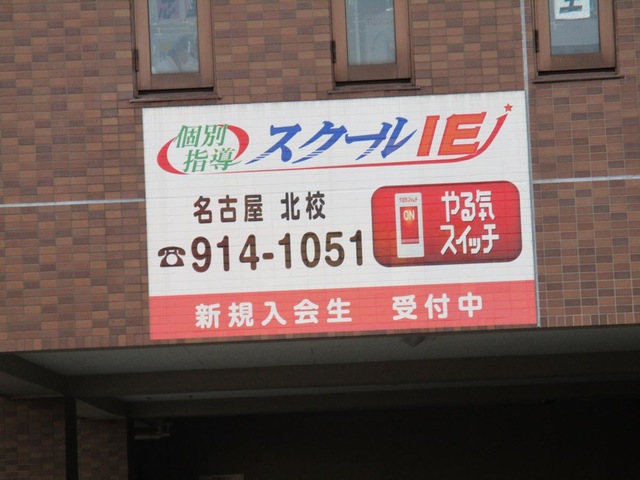 個別
指導
スクールIE
名古屋 北校
☎914-1051
ON
やる気
スイッチ
新規入会生 受付中